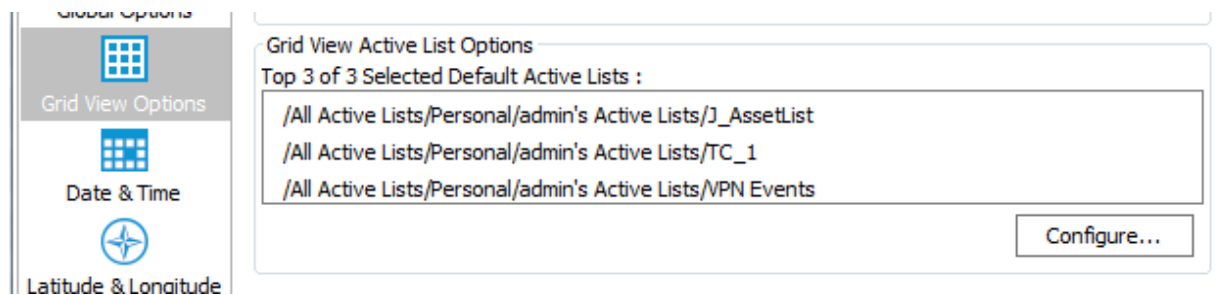 Global Options
Grid View Options
Date & Time
Latitude & Longitude
Grid View Active List Options
Top 3 of 3 Selected Default Active Lists :
/All Active Lists/Personal/admin's Active Lists/J_AssetList
/All Active Lists/Personal/admin's Active Lists/TC_1
/All Active Lists/Personal/admin's Active Lists/VPN Events
Configure...